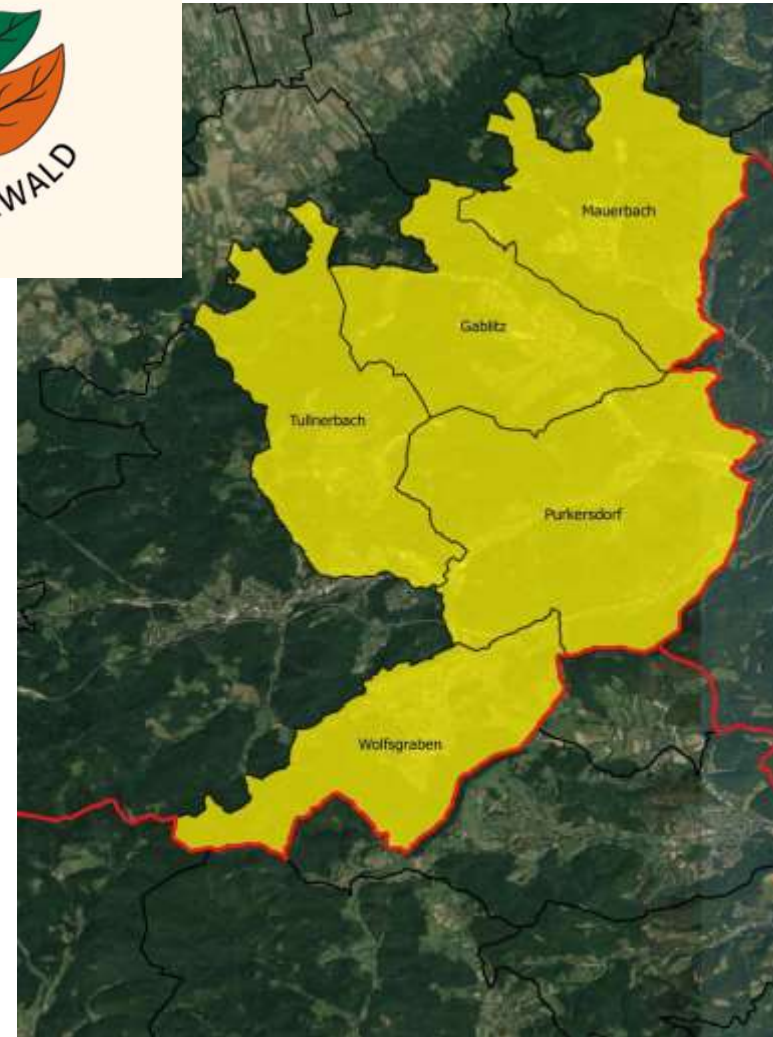 WALD
Mauerbach
Gablitz
Tullnerbach
Purkersdorf
Wolfsgraben